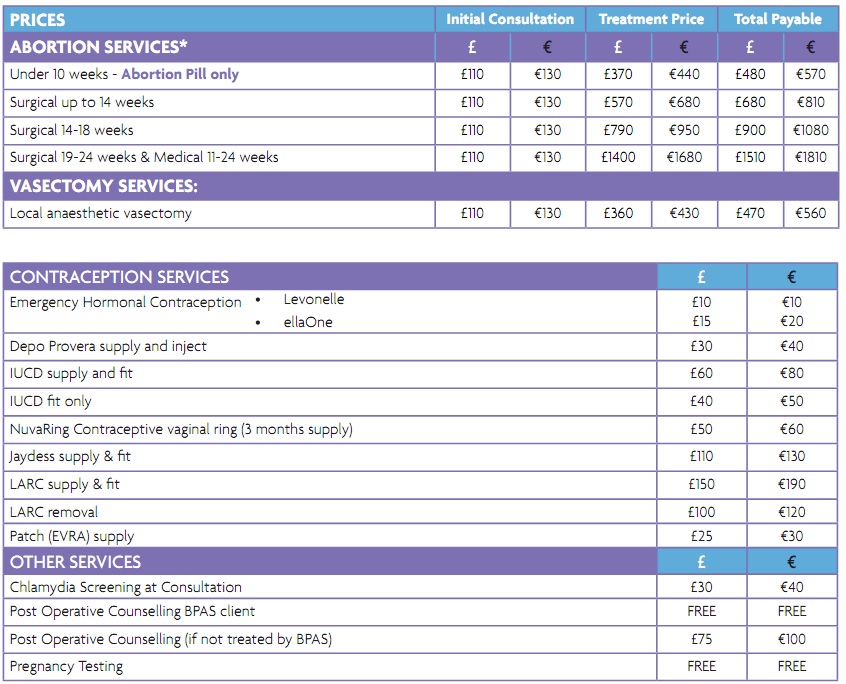 PRICES Initial Consultation Treatment Price Total Payable
ABORTION SERVICES* £ € £ € £ €
Under 10 weeks - Abortion Pill only £110 €130 £370 €440 £480 €570
Surgical up to 14 weeks £110 €130 £570 €680 £680 €810
Surgical 14-18 weeks £110 €130 £790 €950 £900 €1080
Surgical 19-24 weeks & Medical 11-24 weeks £110 €130 £1400 €1680 £1510 €1810
VASECTOMY SERVICES:
Local anaesthetic vasectomy £110 €130 £360 €430 £470 €560
CONTRACEPTION SERVICES £ €
Emergency Hormonal Contraception • Levonelle £10 €10
• ellaOne £15 €20
Depo Provera supply and inject £30 €40
IUCD supply and fit £60 €80
IUCD fit only £40 €50
NuvaRing Contraceptive vaginal ring (3 months supply) £50 €60
Jaydess supply & fit £110 €130
LARC supply & fit £150 €190
LARC removal £100 €120
Patch (EVRA) supply £25 €30
OTHER SERVICES £ €
Chlamydia Screening at Consultation £30 €40
Post Operative Counselling BPAS client FREE FREE
Post Operative Counselling (if not treated by BPAS) £75 €100
Pregnancy Testing FREE FREE